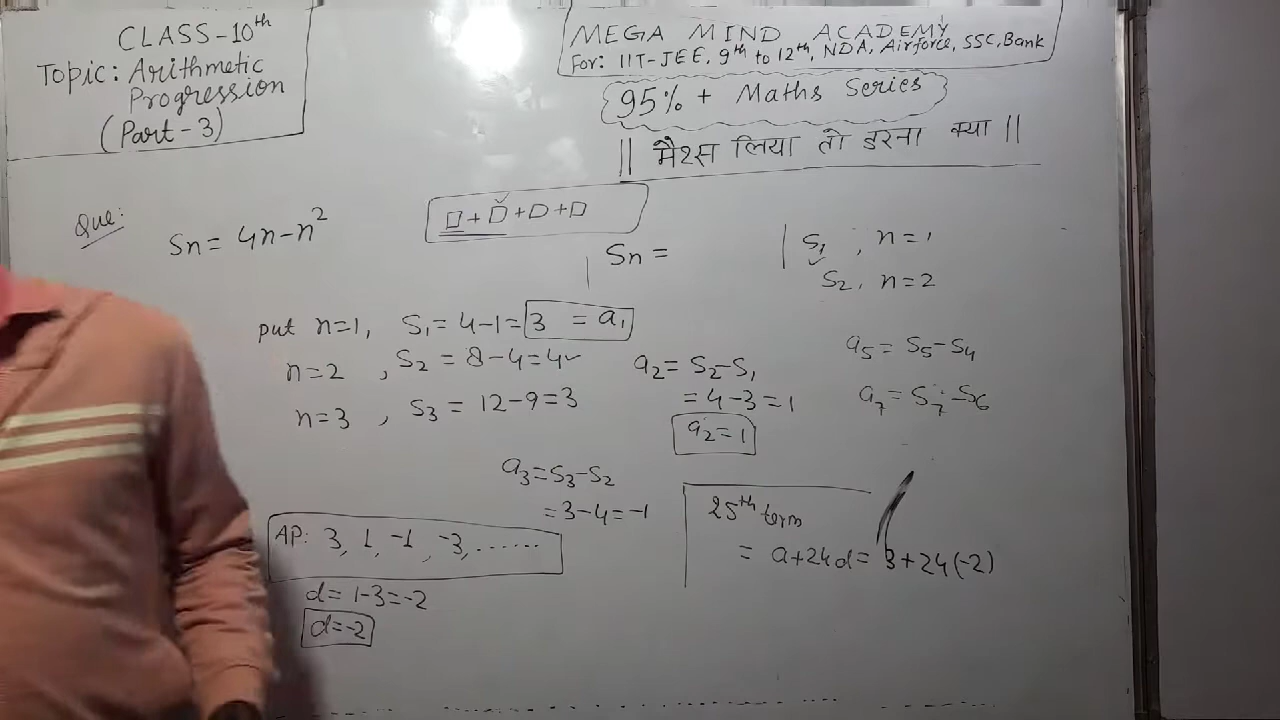 CLASS-10th
Topic: Arithmetic
Progression
(Part-3)
MEGA MIND ACADEMY
For: IIT-JEE, 9th to 12th, NDA, Airforce, SSC, Bank
95% + Maths Series
|| मैथ्स लिया तो डरना क्या ||
Que:
Sn = 4n-n²
□ + □ + □ + □
Sn =
S₁, n=1
S₂, n=2
put n=1, S₁ = 4-1 = 3 = a₁
n=2, S₂ = 8-4=4
n=3, S₃ = 12-9=3
a₂ = S₂-S₁
= 4-3=1
a₂=1
a₅ = S₅-S₄
a₇ = S₇-S₆
a₃=S₃-S₂
= 3-4=-1
AP: 3, 1, -1, -3, ......
d= 1-3=-2
d=-2
25th term
= a+24d = 3+24(-2)